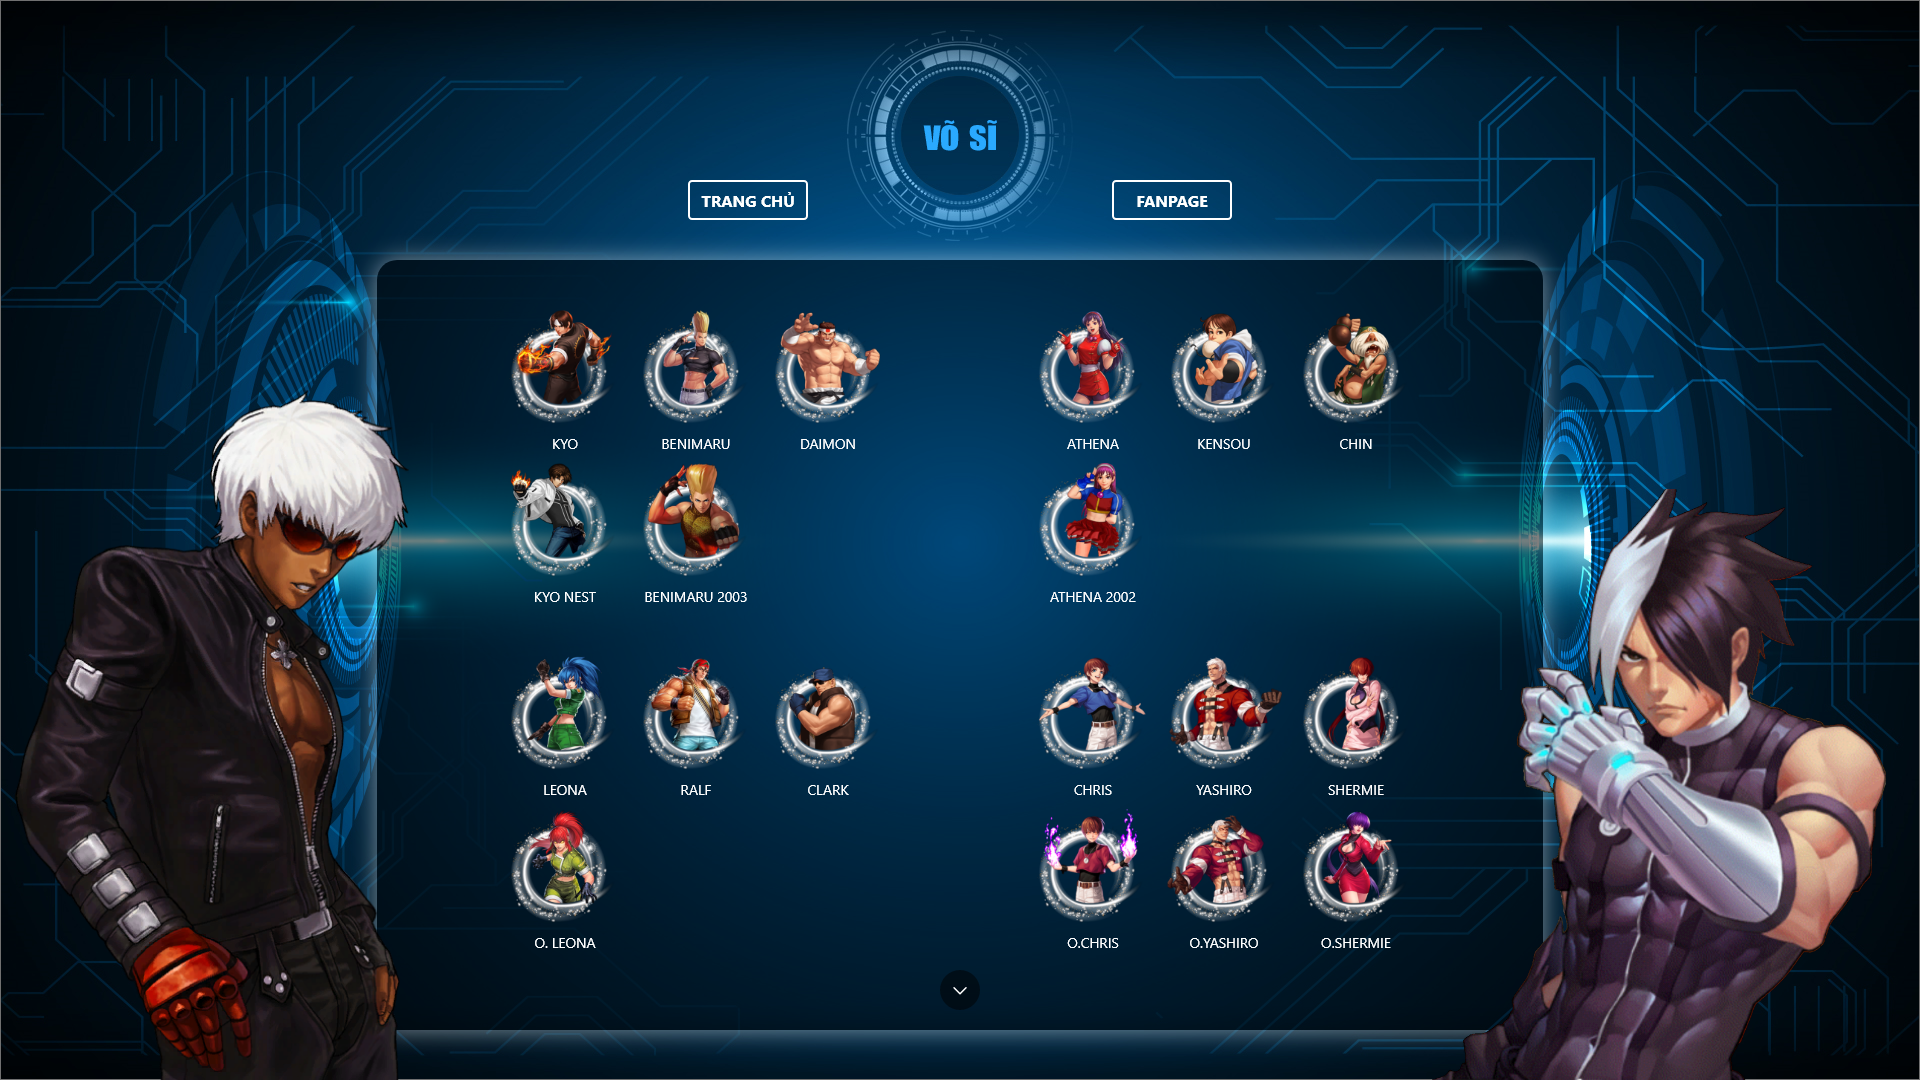 VÕ SĨ
TRANG CHỦ
FANPAGE
KYO
BENIMARU
DAIMON
ATHENA
KENSOU
CHIN
KYO NEST
BENIMARU 2003
ATHENA 2002
LEONA
RALF
CLARK
CHRIS
YASHIRO
SHERMIE
O. LEONA
O.CHRIS
O.YASHIRO
O.SHERMIE